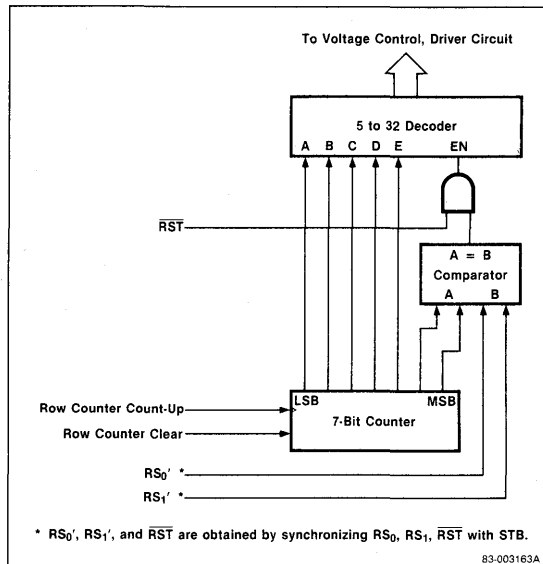 To Voltage Control, Driver Circuit
5 to 32 Decoder
A B C D E EN
RST
A = B
Comparator
A B
LSB MSB
7-Bit Counter
Row Counter Count-Up
Row Counter Clear
RS₀′ *
RS₁′ *
* RS₀′, RS₁′, and RST are obtained by synchronizing RS₀, RS₁, RST with STB.
83-003163A